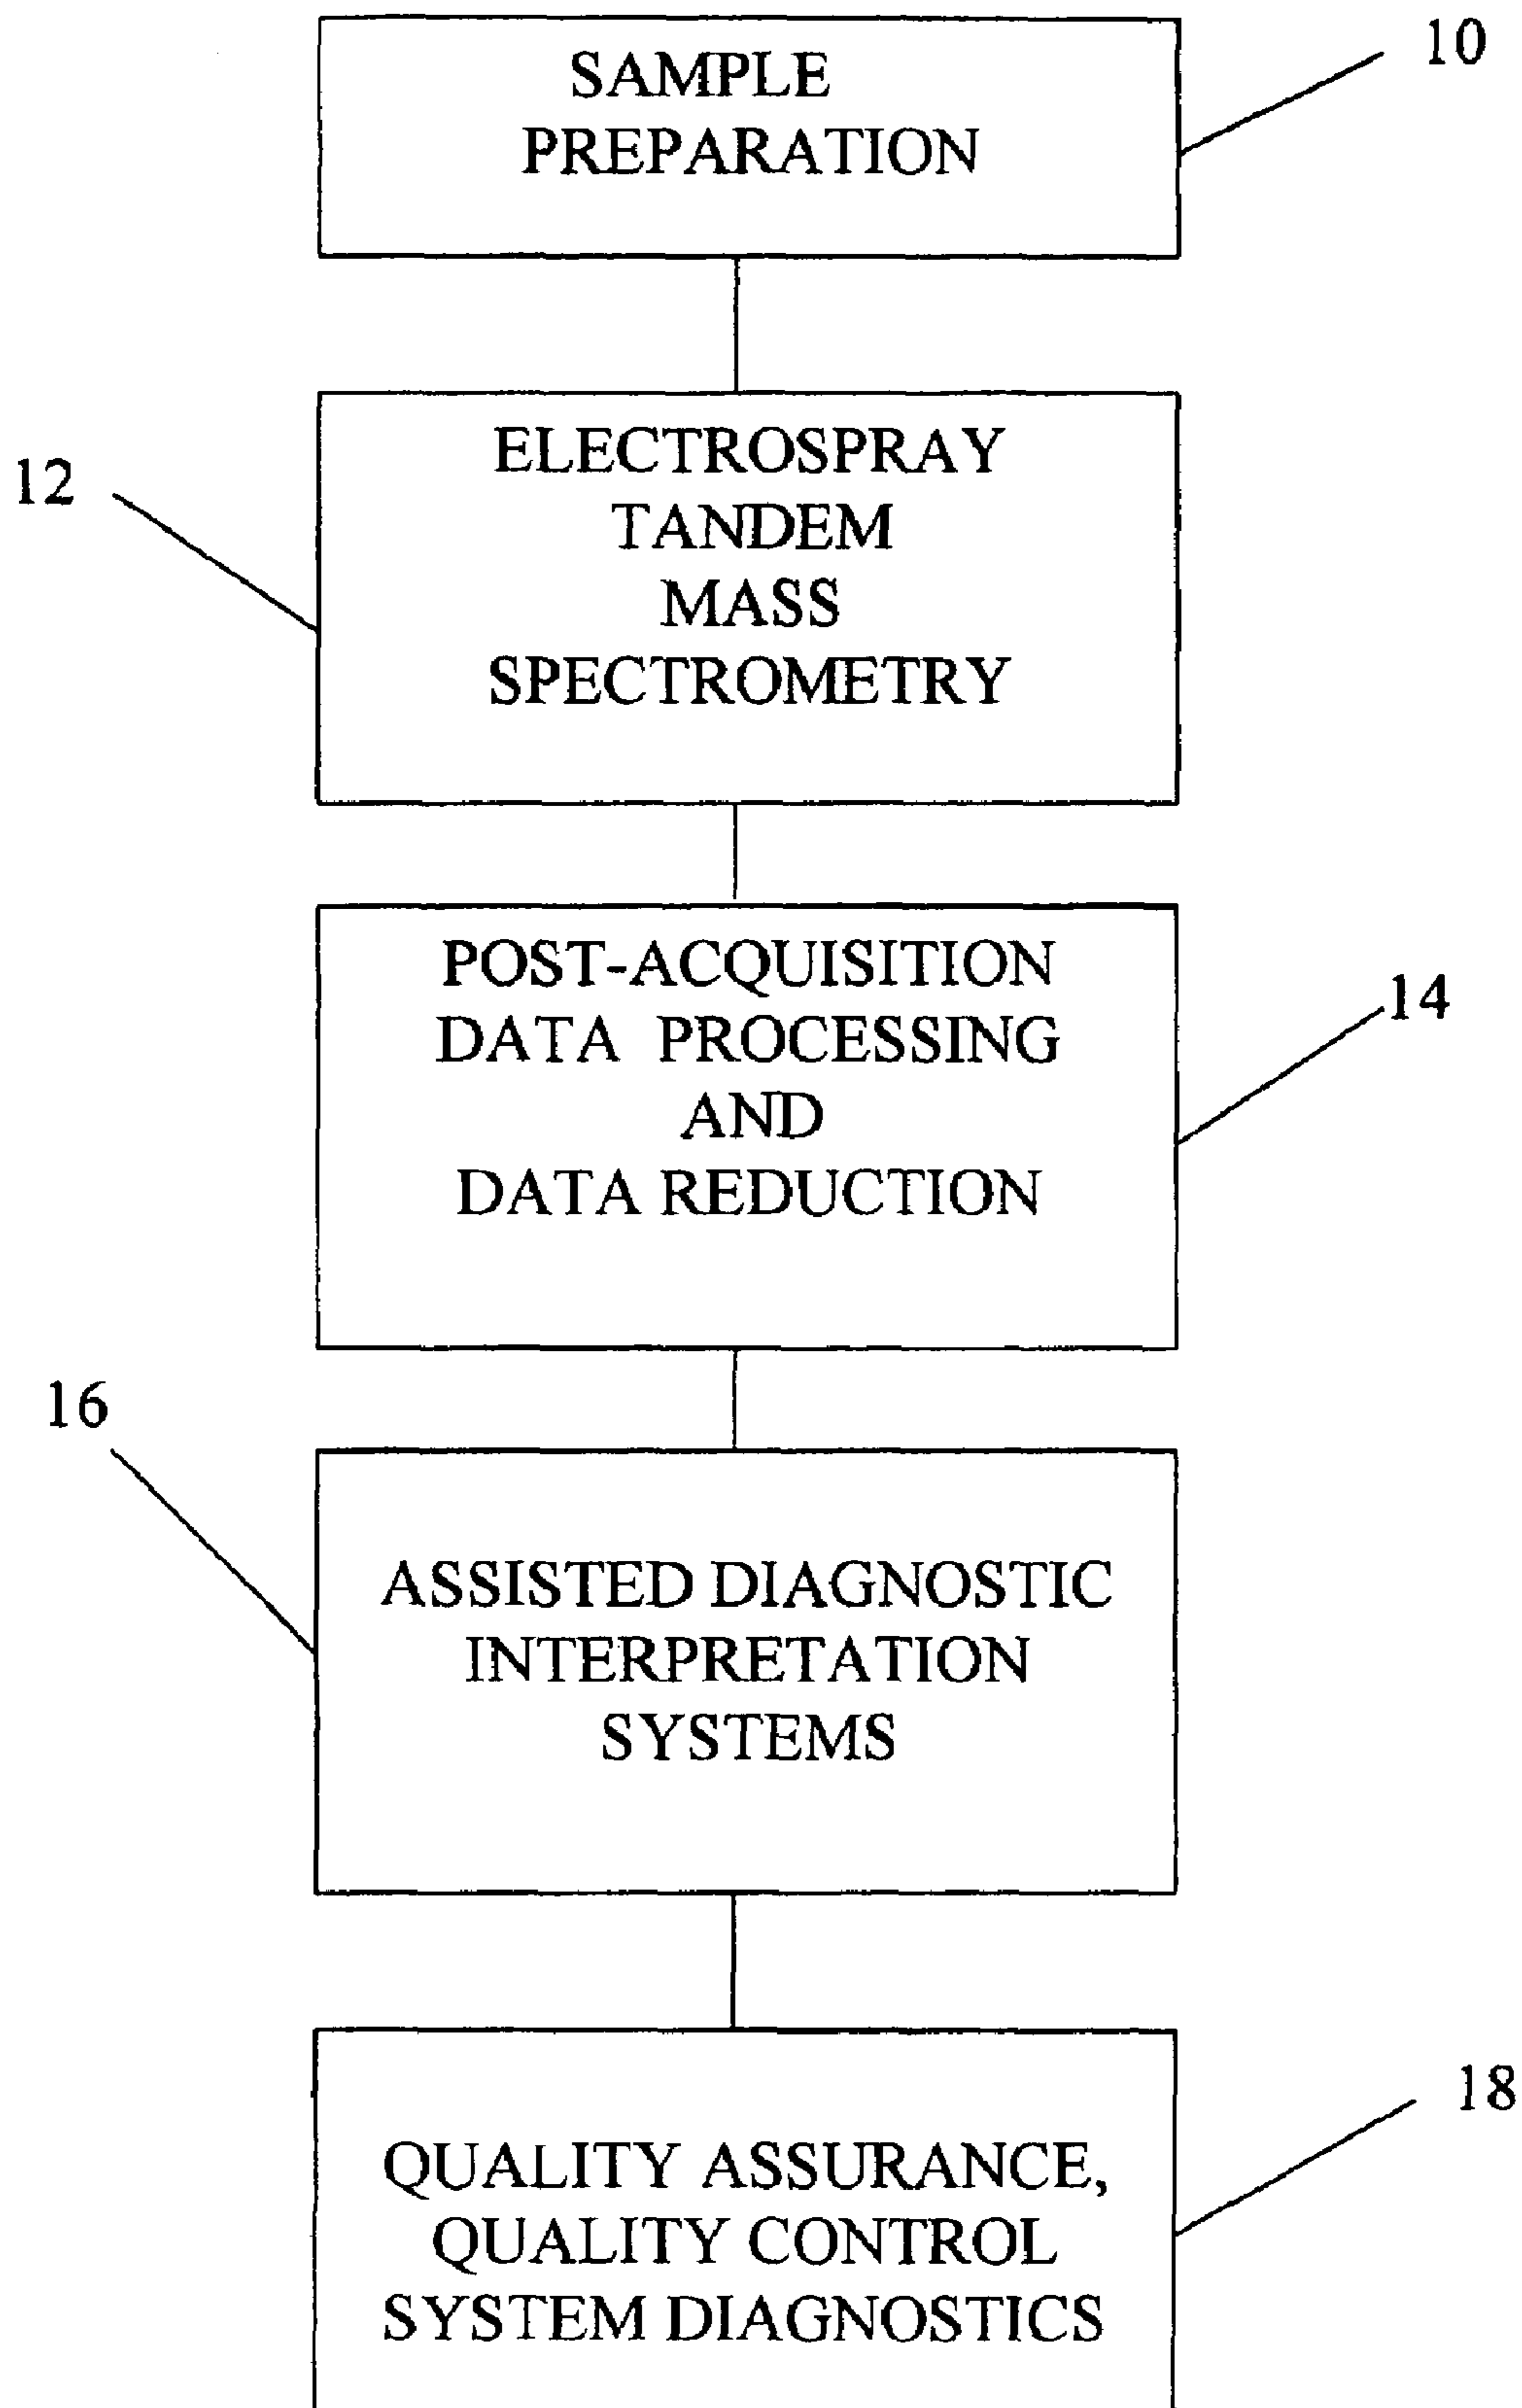 SAMPLE
PREPARATION
10
ELECTROSPRAY
TANDEM
MASS
SPECTROMETRY
12
POST-ACQUISITION
DATA PROCESSING
AND
DATA REDUCTION
14
16
ASSISTED DIAGNOSTIC
INTERPRETATION
SYSTEMS
QUALITY ASSURANCE,
QUALITY CONTROL
SYSTEM DIAGNOSTICS
18